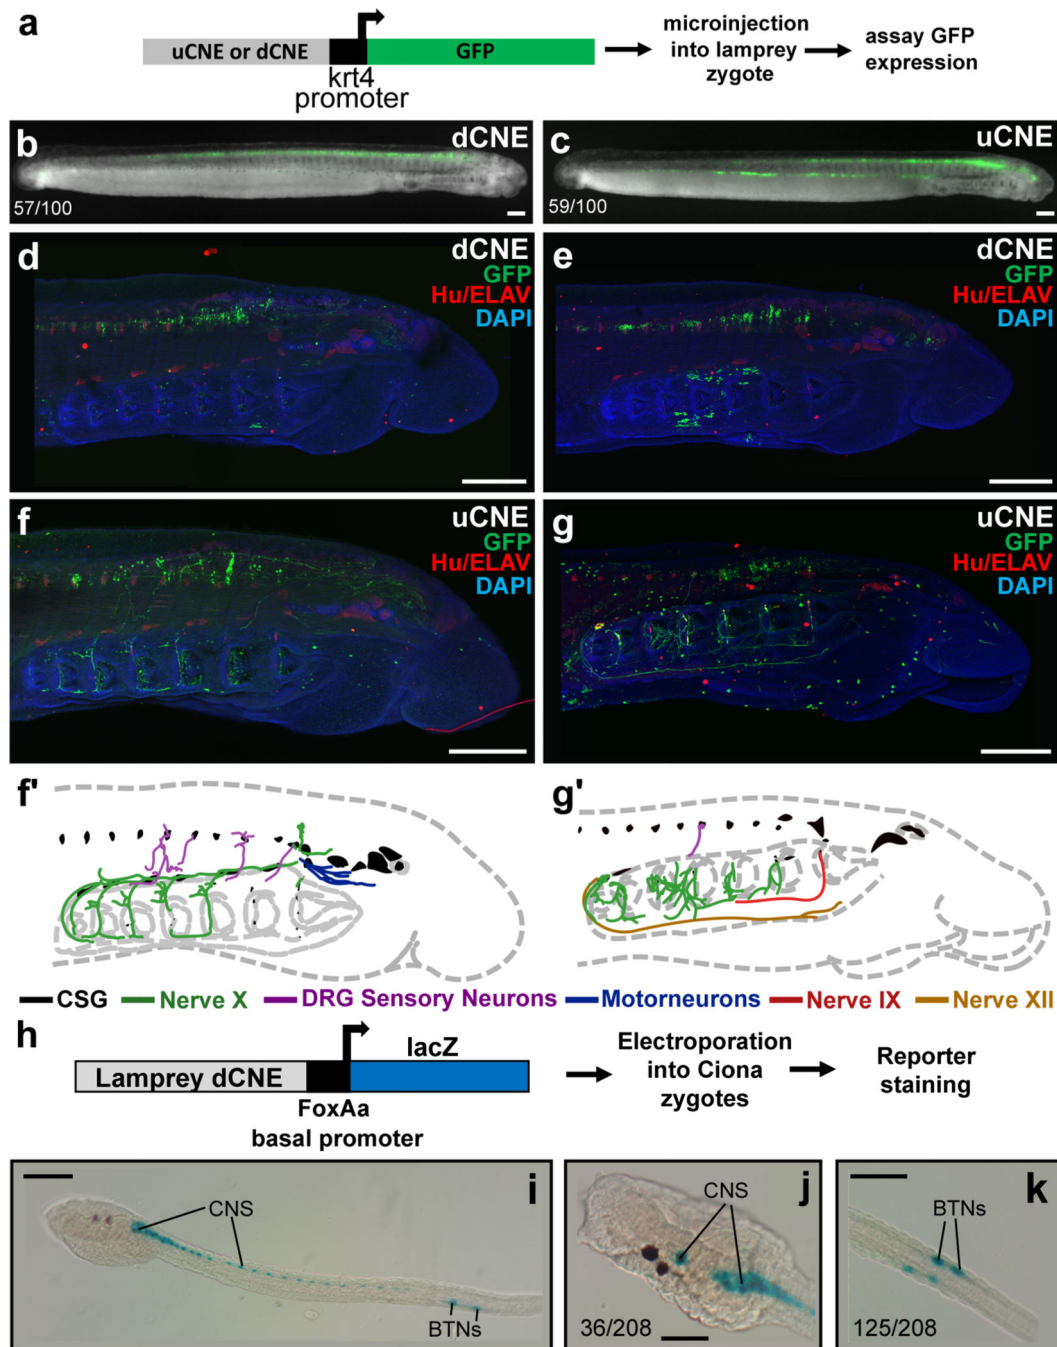 a
uCNE or dCNE
GFP
krt4
promoter
microinjection
into lamprey
zygote
assay GFP
expression
b
dCNE
57/100
c
uCNE
59/100
d
dCNE
GFP
Hu/ELAV
DAPI
e
uCNE
GFP
Hu/ELAV
DAPI
f
uCNE
GFP
Hu/ELAV
DAPI
g
uCNE
GFP
Hu/ELAV
DAPI
f'
g'
CSG
Nerve X
DRG Sensory Neurons
Motorneurons
Nerve IX
Nerve XII
h
Lamprey dCNE
lacZ
FoxAa
basal promoter
Electroporation
into Ciona
zygotes
Reporter
staining
i
CNS
BTNs
j
CNS
36/208
k
BTNs
125/208